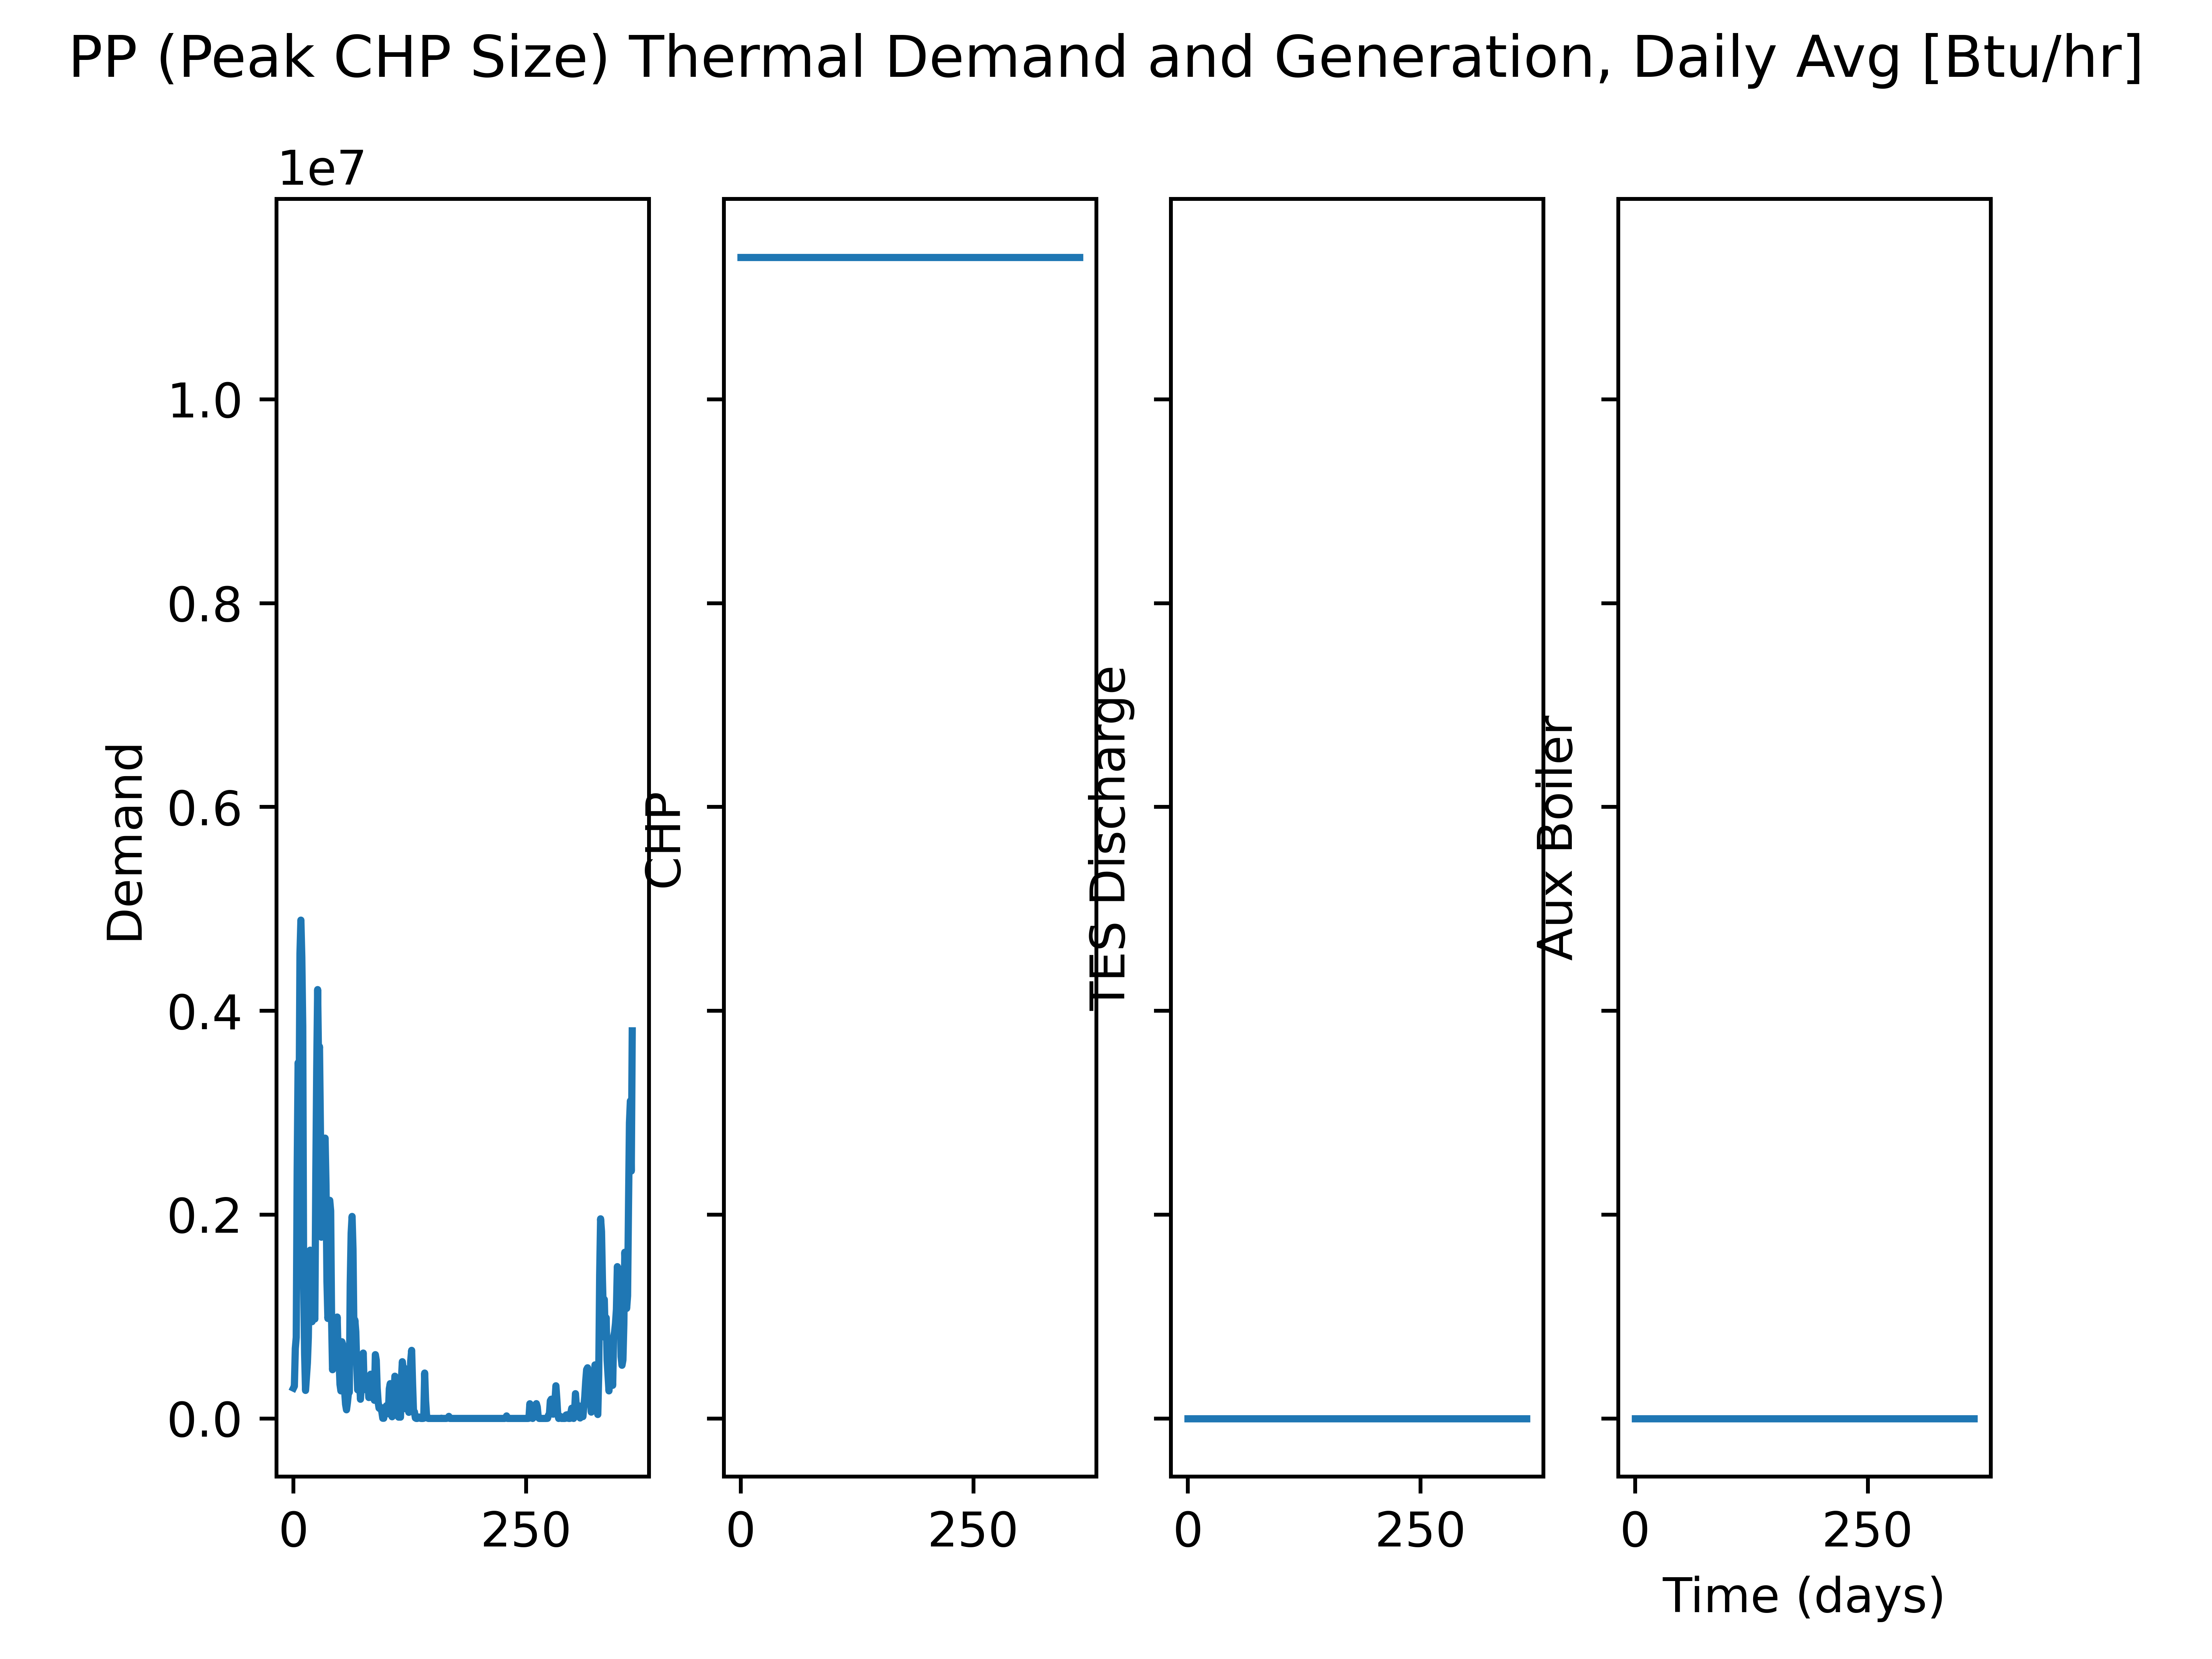 PP (Peak CHP Size) Thermal Demand and Generation, Daily Avg [Btu/hr]
1e7
1.0
0.8
0.6
0.4
0.2
0.0
Demand
CHP
TES Discharge
Aux Boiler
0 250 0 250 0 250 0 250
Time (days)